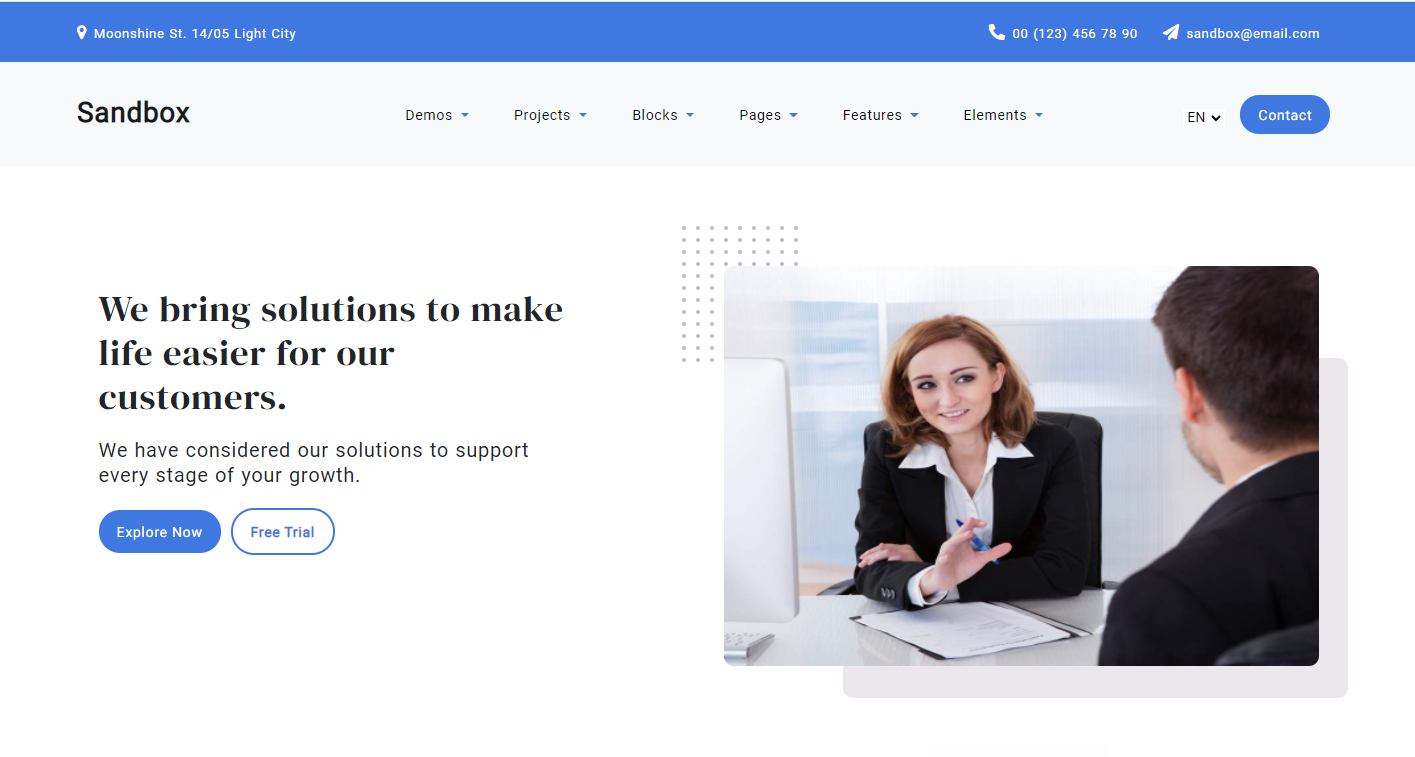 Moonshine St. 14/05 Light City
00 (123) 456 78 90
sandbox@email.com
Sandbox
Demos
Projects
Blocks
Pages
Features
Elements
EN
Contact
We bring solutions to make
life easier for our
customers.
We have considered our solutions to support
every stage of your growth.
Explore Now
Free Trial